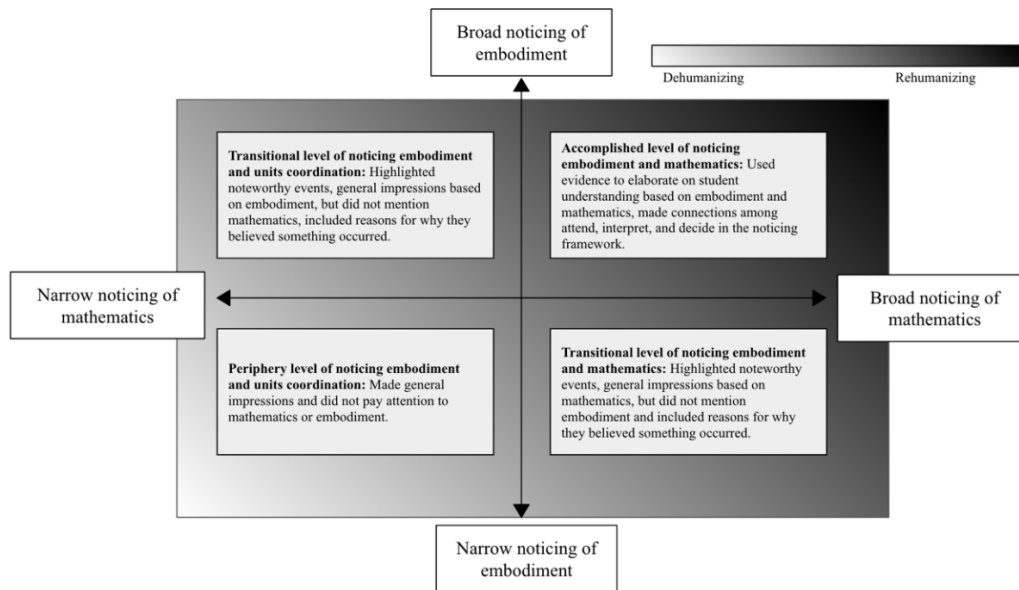 Broad noticing of
embodiment
Dehumanizing
Rehumanizing
Transitional level of noticing embodiment
and units coordination: Highlighted
noteworthy events, general impressions based
on embodiment, but did not mention
mathematics, included reasons for why they
believed something occurred.
Accomplished level of noticing
embodiment and mathematics: Used
evidence to elaborate on student
understanding based on embodiment and
mathematics, made connections among
attend, interpret, and decide in the noticing
framework.
Narrow noticing of
mathematics
Broad noticing of
mathematics
Periphery level of noticing embodiment
and units coordination: Made general
impressions and did not pay attention to
mathematics or embodiment.
Transitional level of noticing embodiment
and mathematics: Highlighted noteworthy
events, general impressions based on
mathematics, but did not mention
embodiment and included reasons for why
they believed something occurred.
Narrow noticing of
embodiment